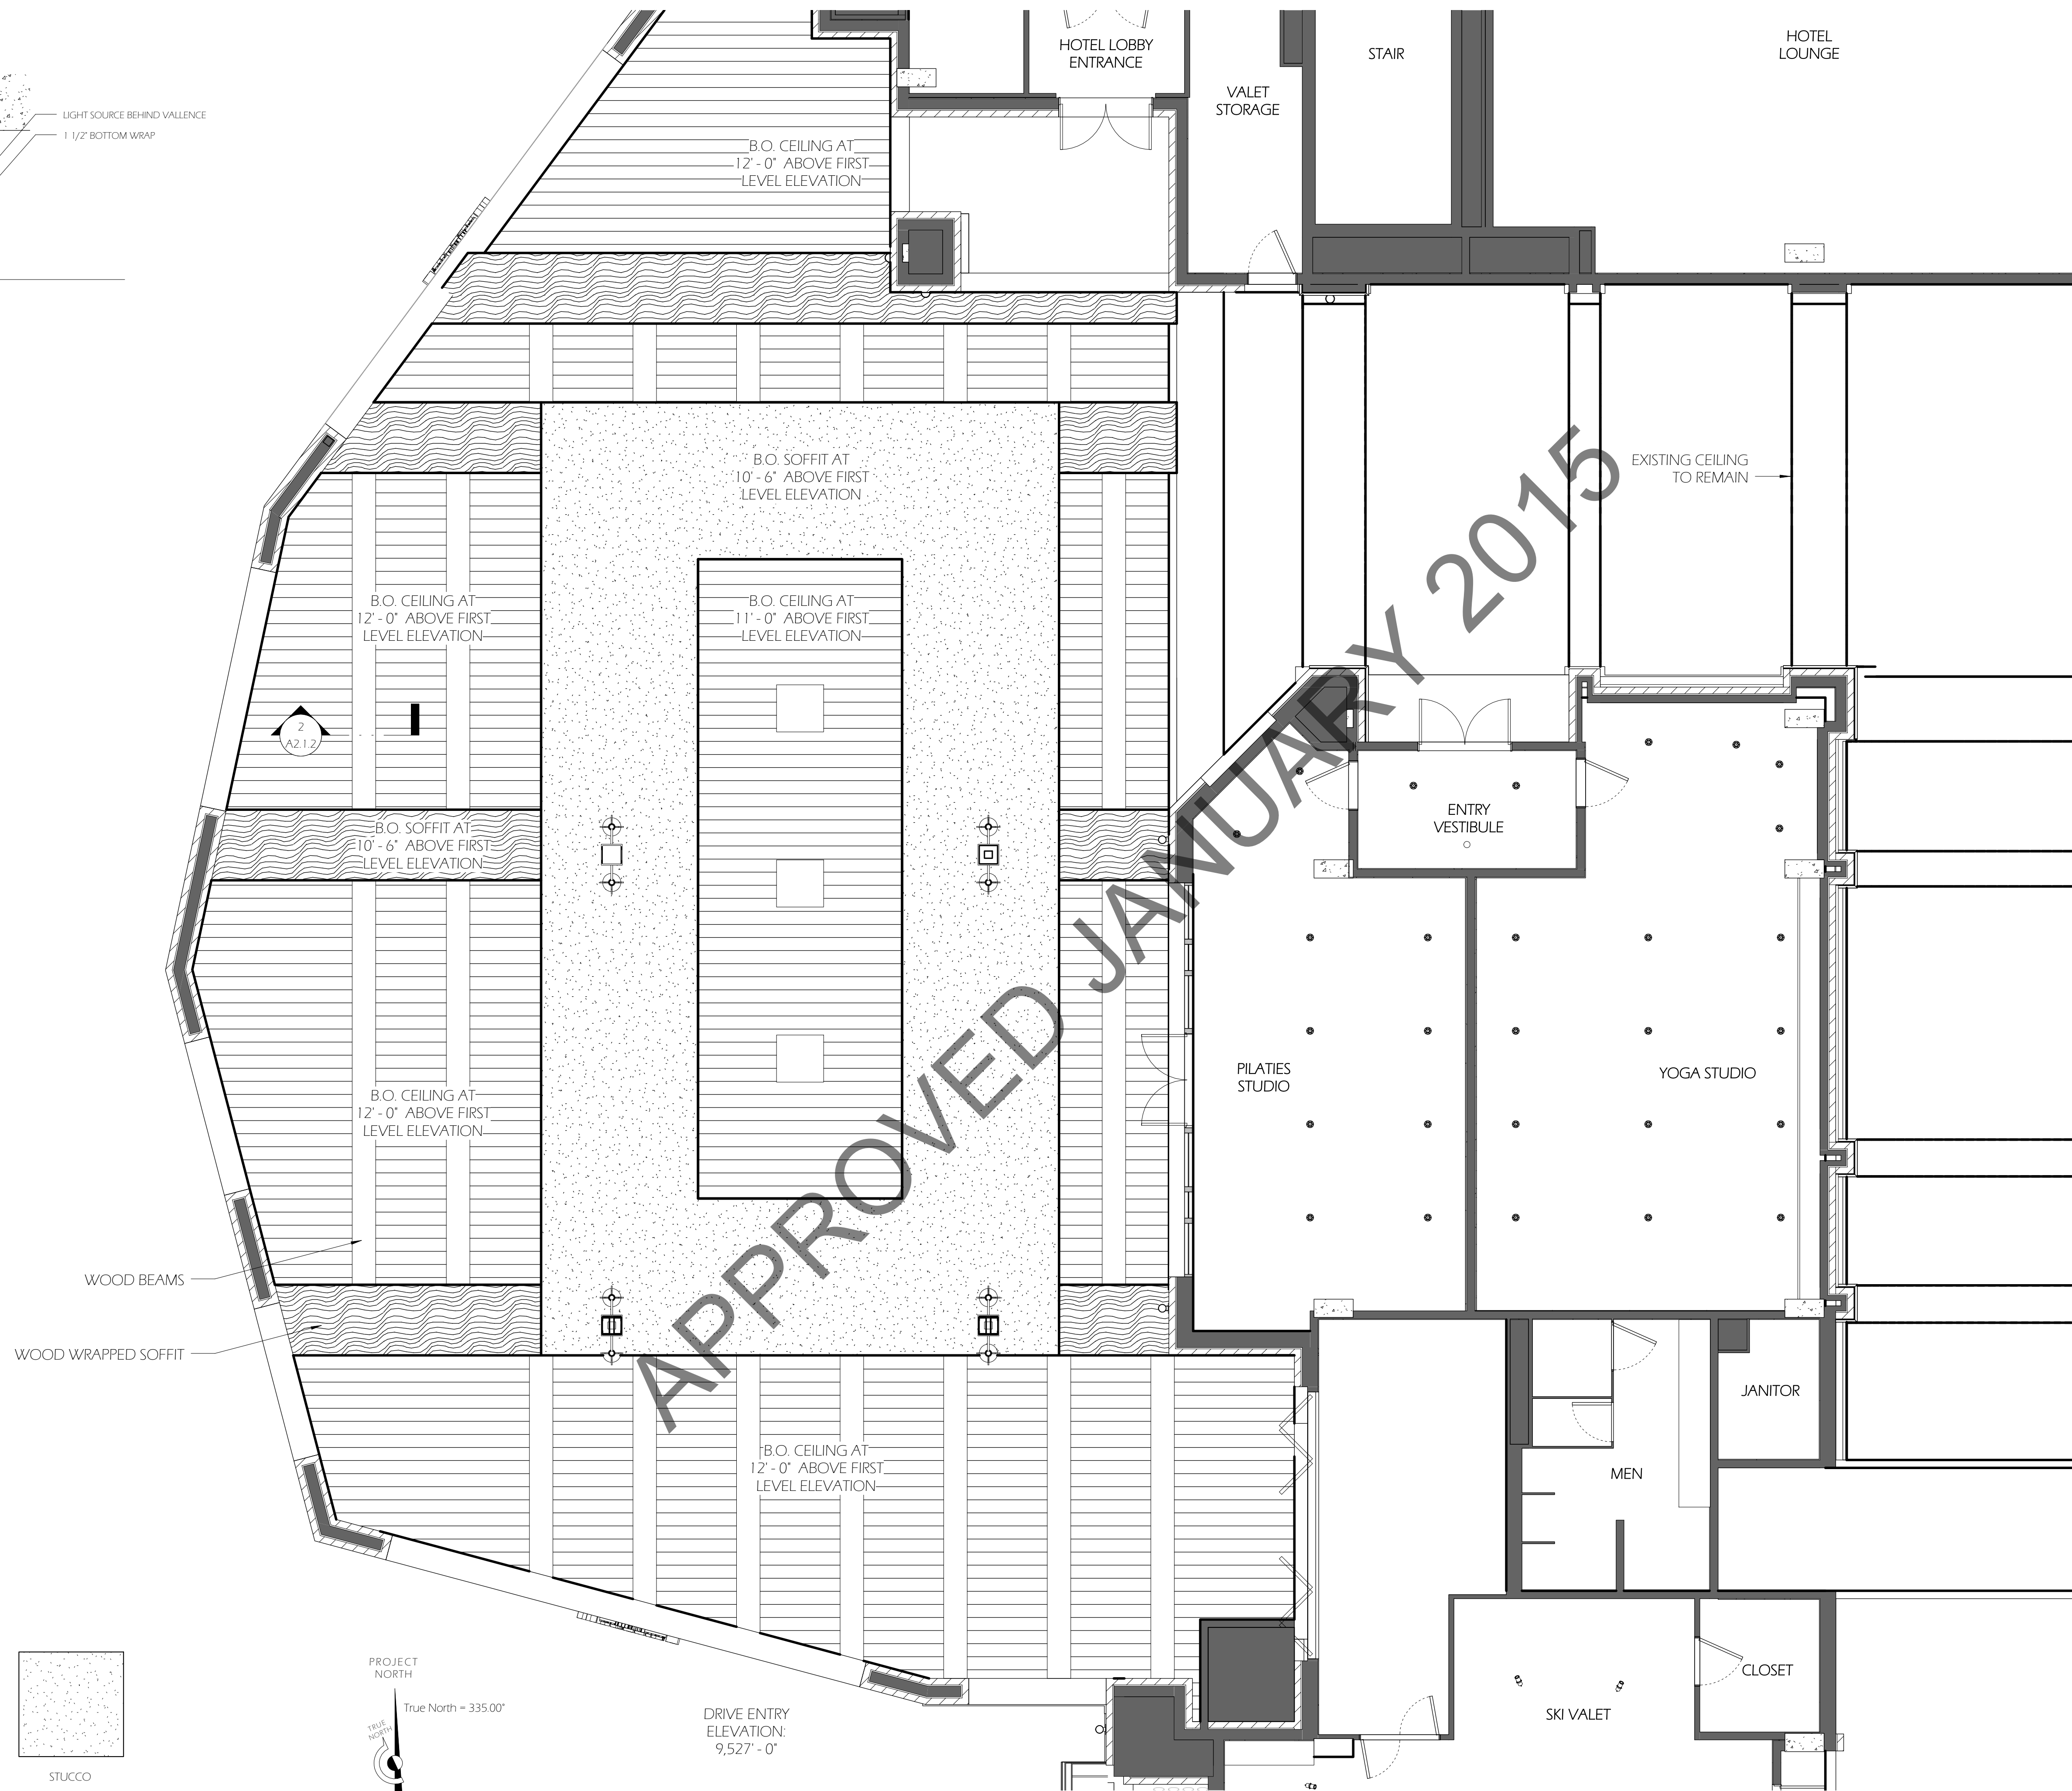 HOTEL LOBBY
ENTRANCE
STAIR
HOTEL
LOUNGE
VALET
STORAGE
LIGHT SOURCE BEHIND VALLENCE
1 1/2" BOTTOM WRAP
B.O. CEILING AT
12' - 0" ABOVE FIRST
LEVEL ELEVATION
B.O. SOFFIT AT
10' - 6" ABOVE FIRST
LEVEL ELEVATION
EXISTING CEILING
TO REMAIN
B.O. CEILING AT
12' - 0" ABOVE FIRST
LEVEL ELEVATION
B.O. CEILING AT
11' - 0" ABOVE FIRST
LEVEL ELEVATION
2
A2.1.2
ENTRY
VESTIBULE
B.O. SOFFIT AT
10' - 6" ABOVE FIRST
LEVEL ELEVATION
APPROVED JANUARY 2015
PILATIES
STUDIO
YOGA STUDIO
B.O. CEILING AT
12' - 0" ABOVE FIRST
LEVEL ELEVATION
WOOD BEAMS
WOOD WRAPPED SOFFIT
JANITOR
B.O. CEILING AT
12' - 0" ABOVE FIRST
LEVEL ELEVATION
MEN
CLOSET
SKI VALET
PROJECT
NORTH
True North = 335.00°
TRUE
NORTH
DRIVE ENTRY
ELEVATION:
9,527' - 0"
STUCCO